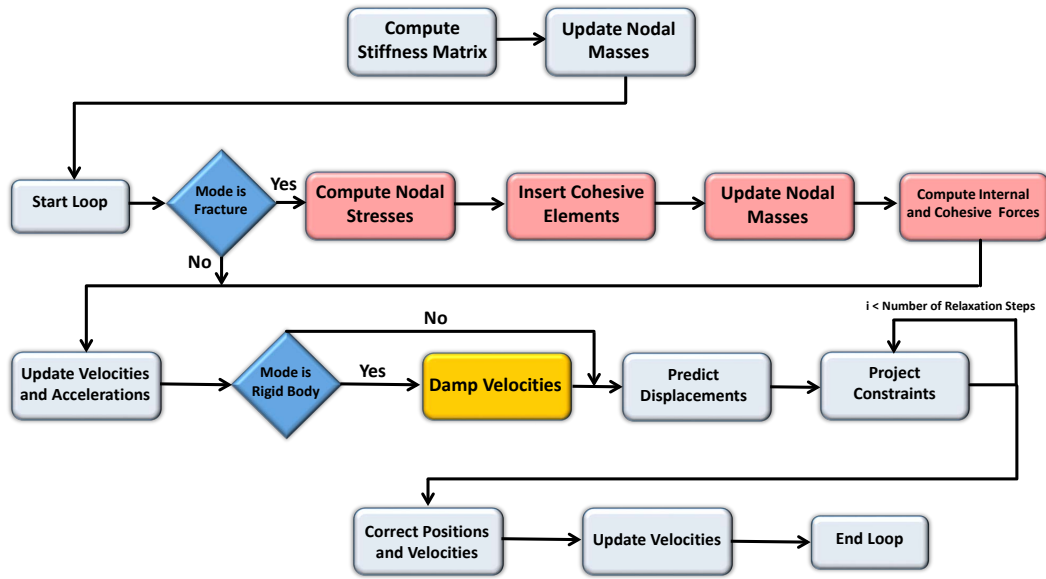 Compute
Stiffness Matrix
Update Nodal
Masses
Start Loop
Mode is
Fracture
Yes
Compute Nodal
Stresses
Insert Cohesive
Elements
Update Nodal
Masses
Compute Internal
and Cohesive Forces
No
i < Number of Relaxation Steps
Update Velocities
and Accelerations
Mode is
Rigid Body
No
Yes
Damp Velocities
Predict
Displacements
Project
Constraints
Correct Positions
and Velocities
Update Velocities
End Loop